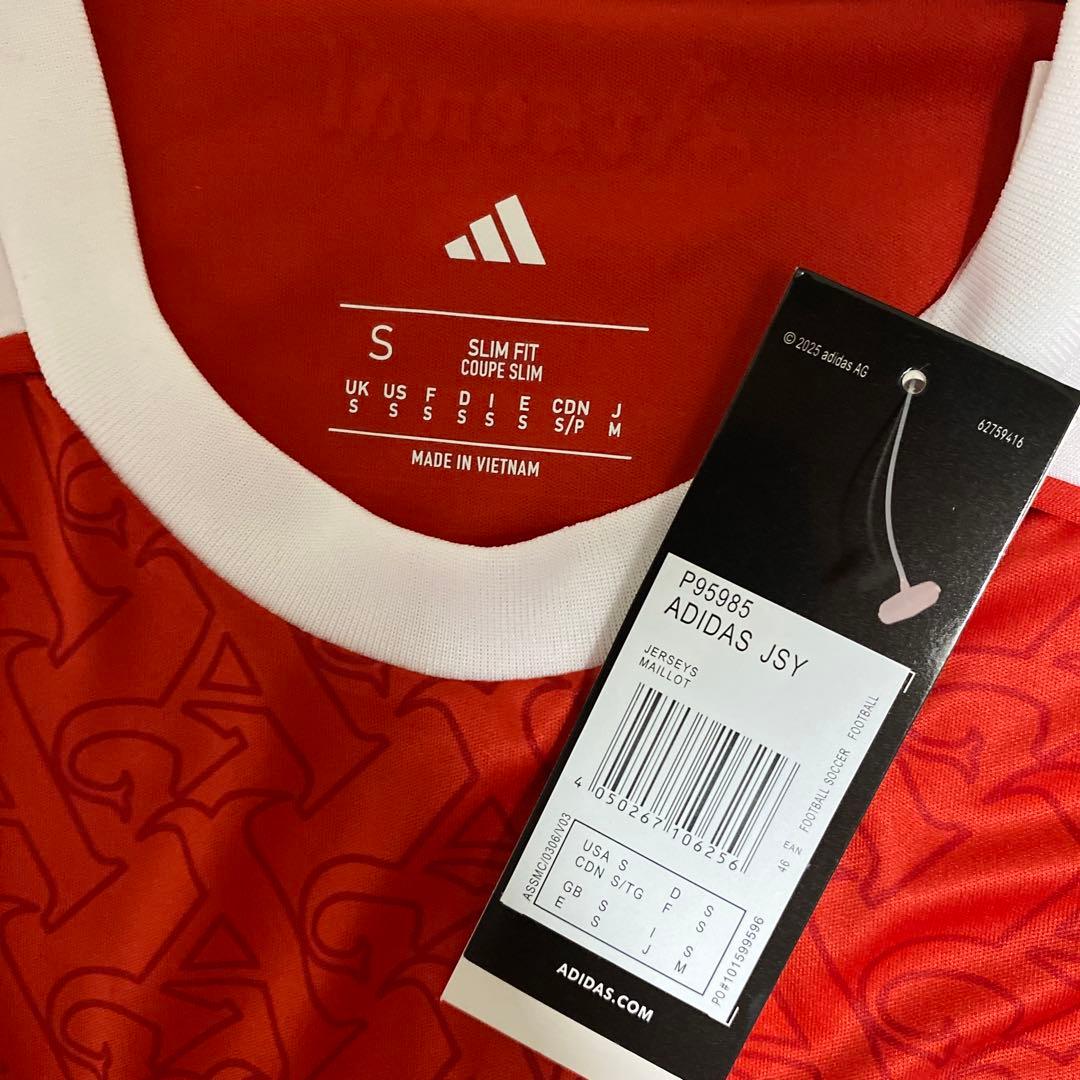 S
SLIM FIT
COUPE SLIM
UK US F D I E CDN J
S S S S S S S/P M
MADE IN VIETNAM
© 2025 adidas AG
62759416
P95985
ADIDAS JSY
JERSEYS
MAILLOT
4 050267 106256
EAN
46
FOOTBALL SOCCER FOOTBALL
ASSMC/0306/V03
USA S D S
CDN S/TG F S
GB S I S
E S J M
PO#101599596
ADIDAS.COM